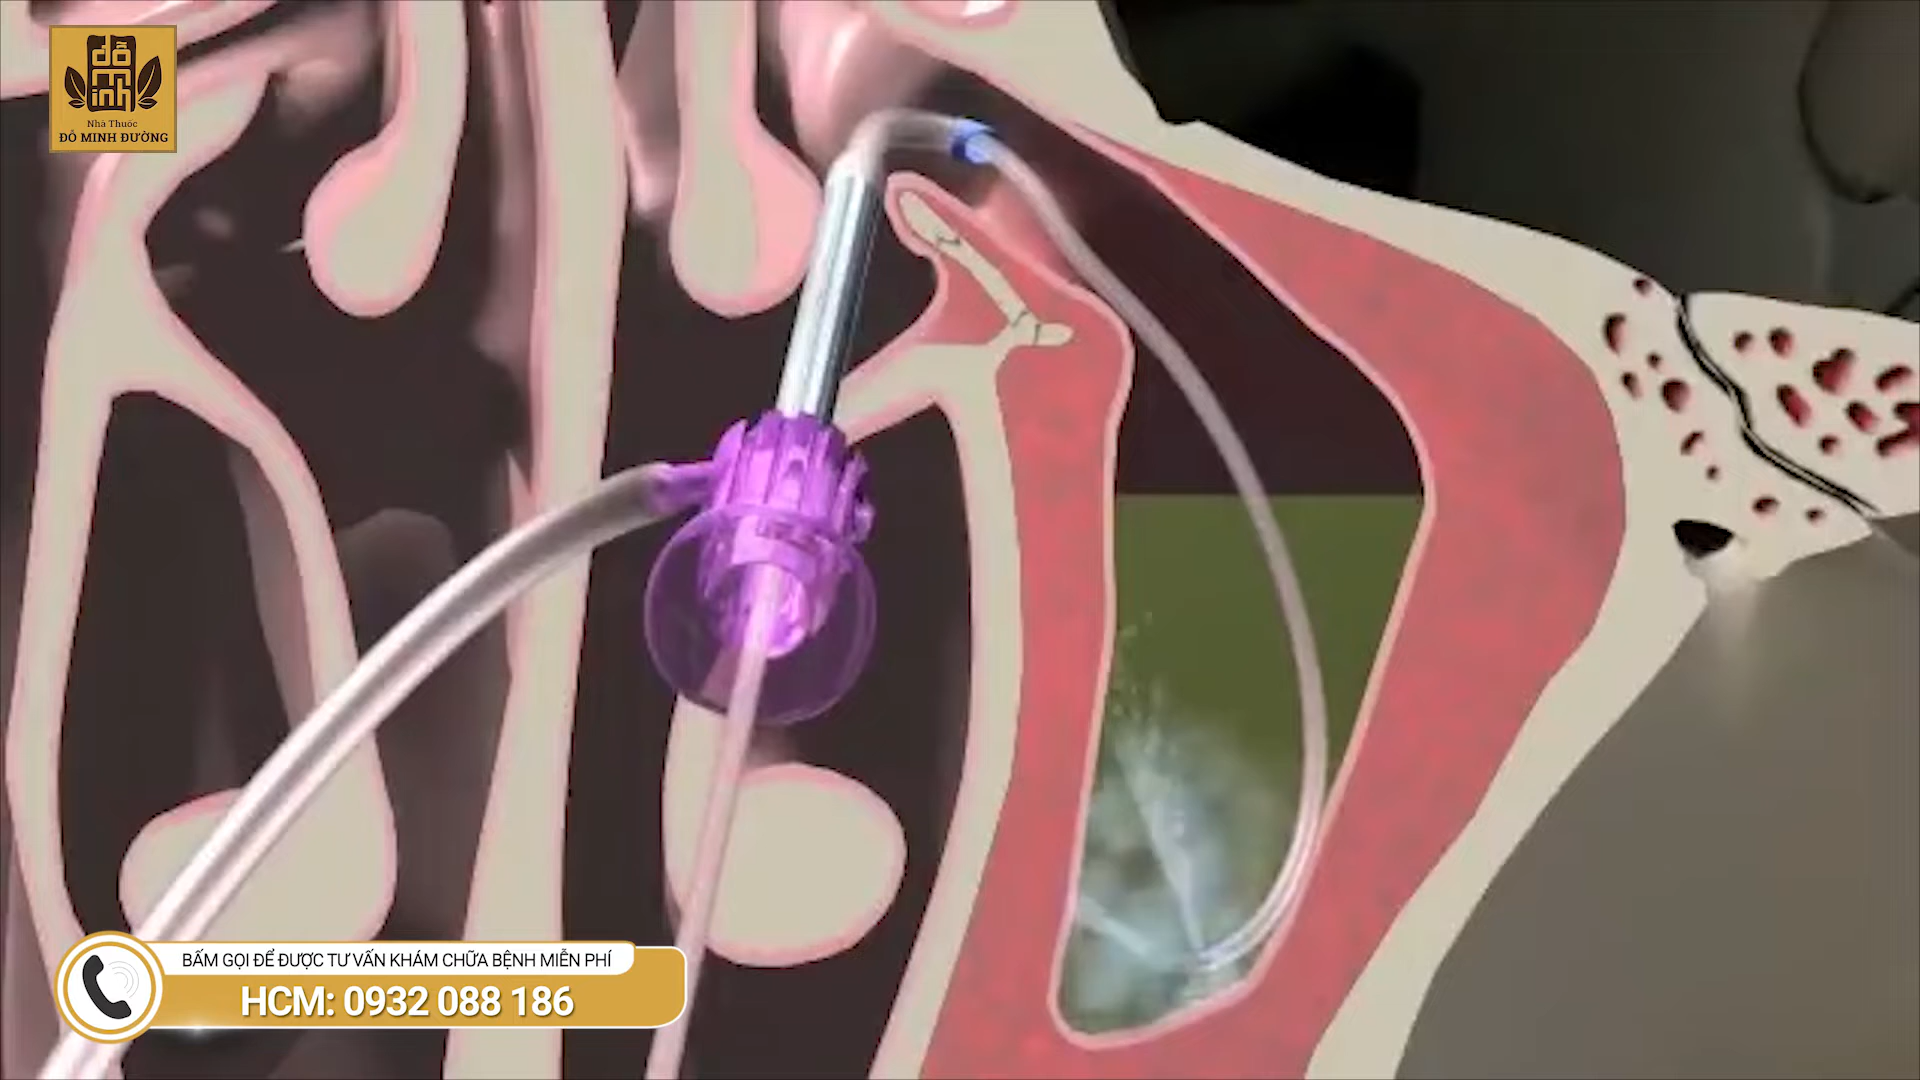 đỗ
minh
Nhà Thuốc
ĐỖ MINH ĐƯỜNG
BẤM GỌI ĐỂ ĐƯỢC TƯ VẤN KHÁM CHỮA BỆNH MIỄN PHÍ
HCM: 0932 088 186